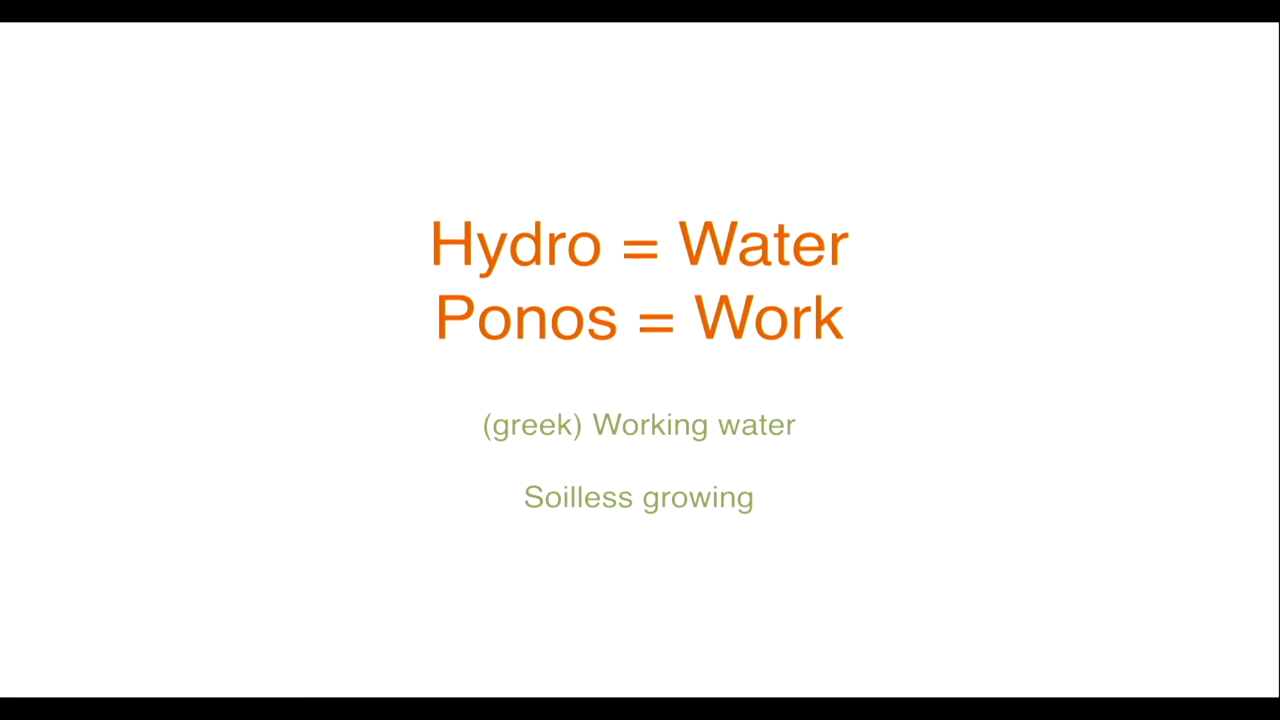 Hydro = Water
Ponos = Work
(greek) Working water
Soilless growing